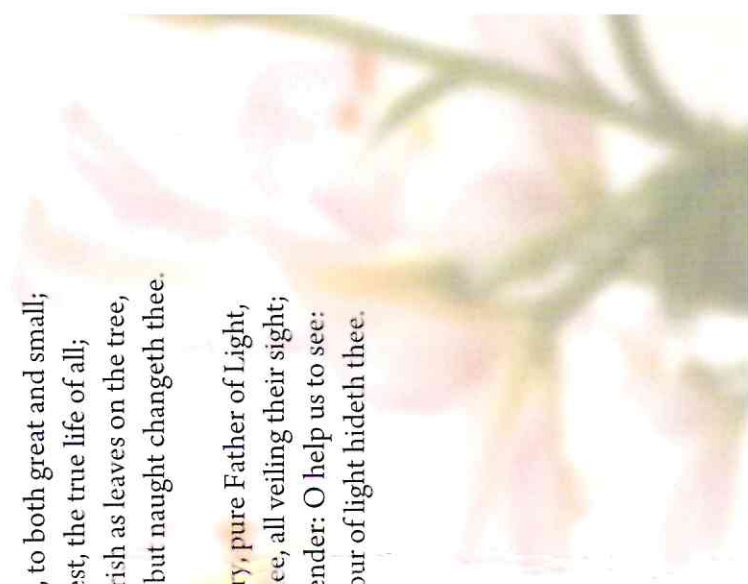 , to both great and small;
est, the true life of all;
rish as leaves on the tree,
but naught changeth thee.
ry, pure Father of Light,
ee, all veiling their sight;
ender: O help us to see:
our of light hideth thee.